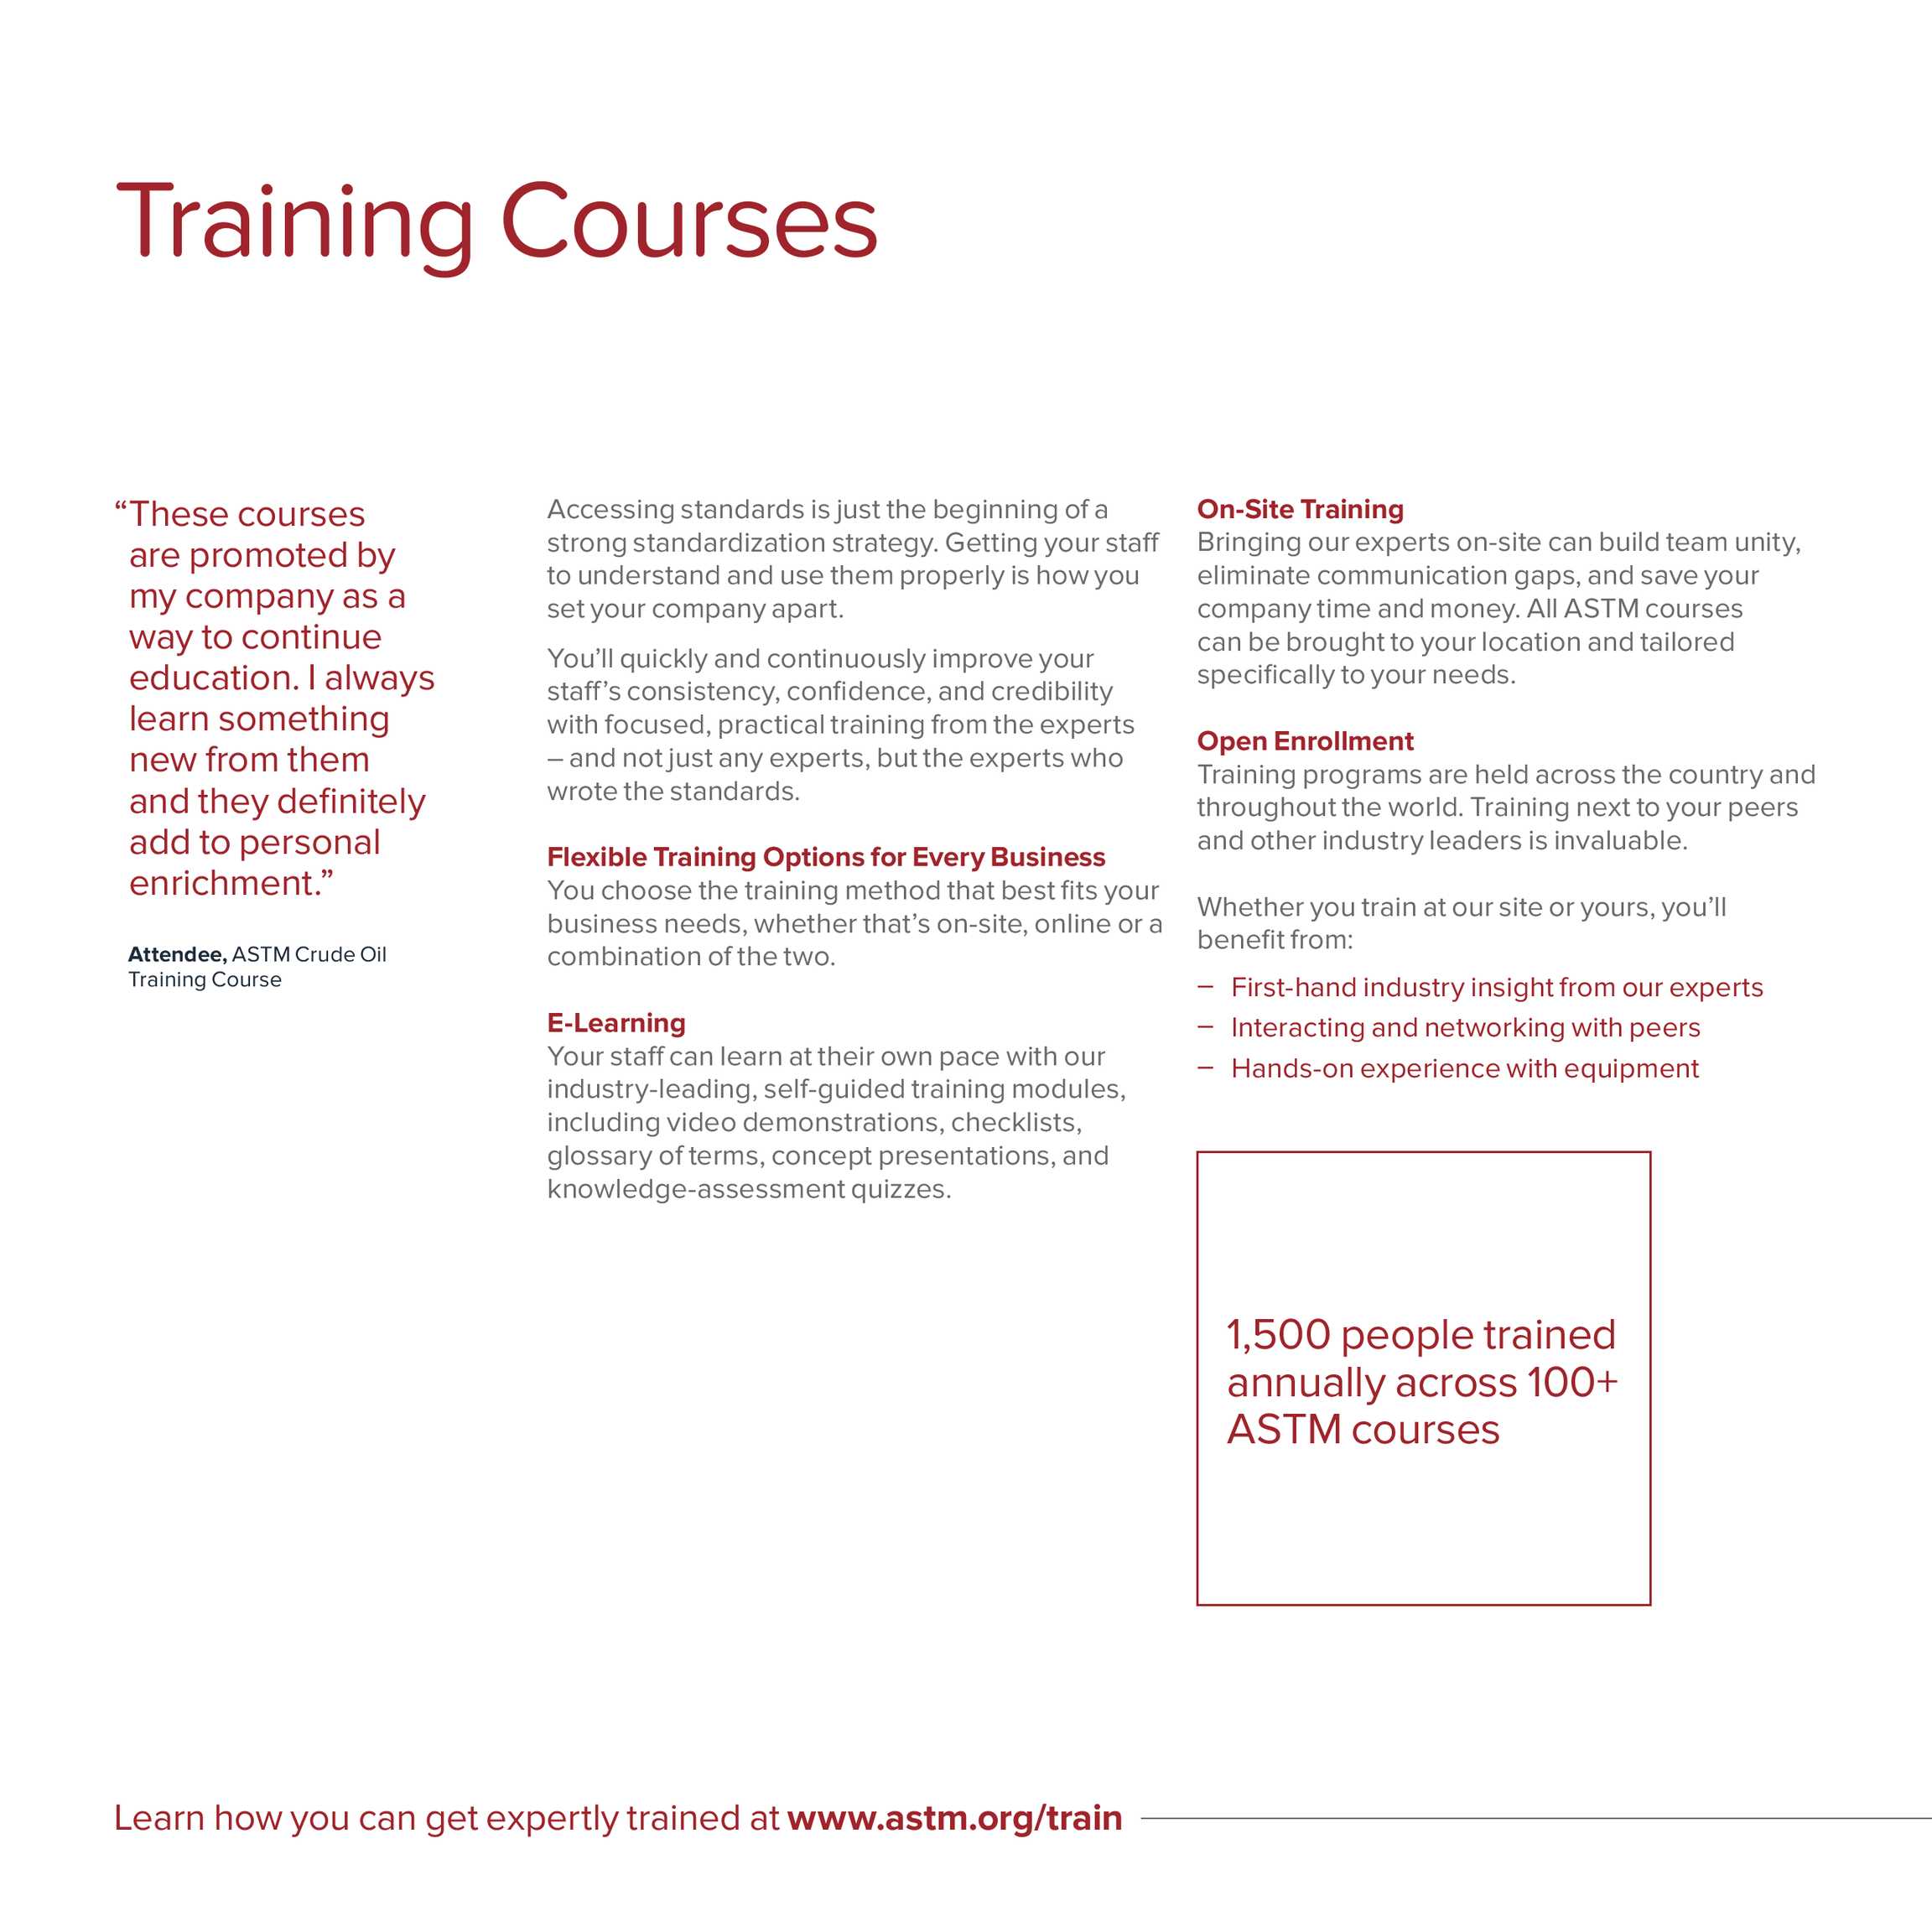 Training Courses
“These courses
are promoted by
my company as a
way to continue
education. I always
learn something
new from them
and they definitely
add to personal
enrichment.”
Attendee, ASTM Crude Oil
Training Course
Accessing standards is just the beginning of a
strong standardization strategy. Getting your staff
to understand and use them properly is how you
set your company apart.
You’ll quickly and continuously improve your
staff’s consistency, confidence, and credibility
with focused, practical training from the experts
– and not just any experts, but the experts who
wrote the standards.
Flexible Training Options for Every Business
You choose the training method that best fits your
business needs, whether that’s on-site, online or a
combination of the two.
E-Learning
Your staff can learn at their own pace with our
industry-leading, self-guided training modules,
including video demonstrations, checklists,
glossary of terms, concept presentations, and
knowledge-assessment quizzes.
On-Site Training
Bringing our experts on-site can build team unity,
eliminate communication gaps, and save your
company time and money. All ASTM courses
can be brought to your location and tailored
specifically to your needs.
Open Enrollment
Training programs are held across the country and
throughout the world. Training next to your peers
and other industry leaders is invaluable.
Whether you train at our site or yours, you’ll
benefit from:
– First-hand industry insight from our experts
– Interacting and networking with peers
– Hands-on experience with equipment
1,500 people trained
annually across 100+
ASTM courses
Learn how you can get expertly trained at www.astm.org/train